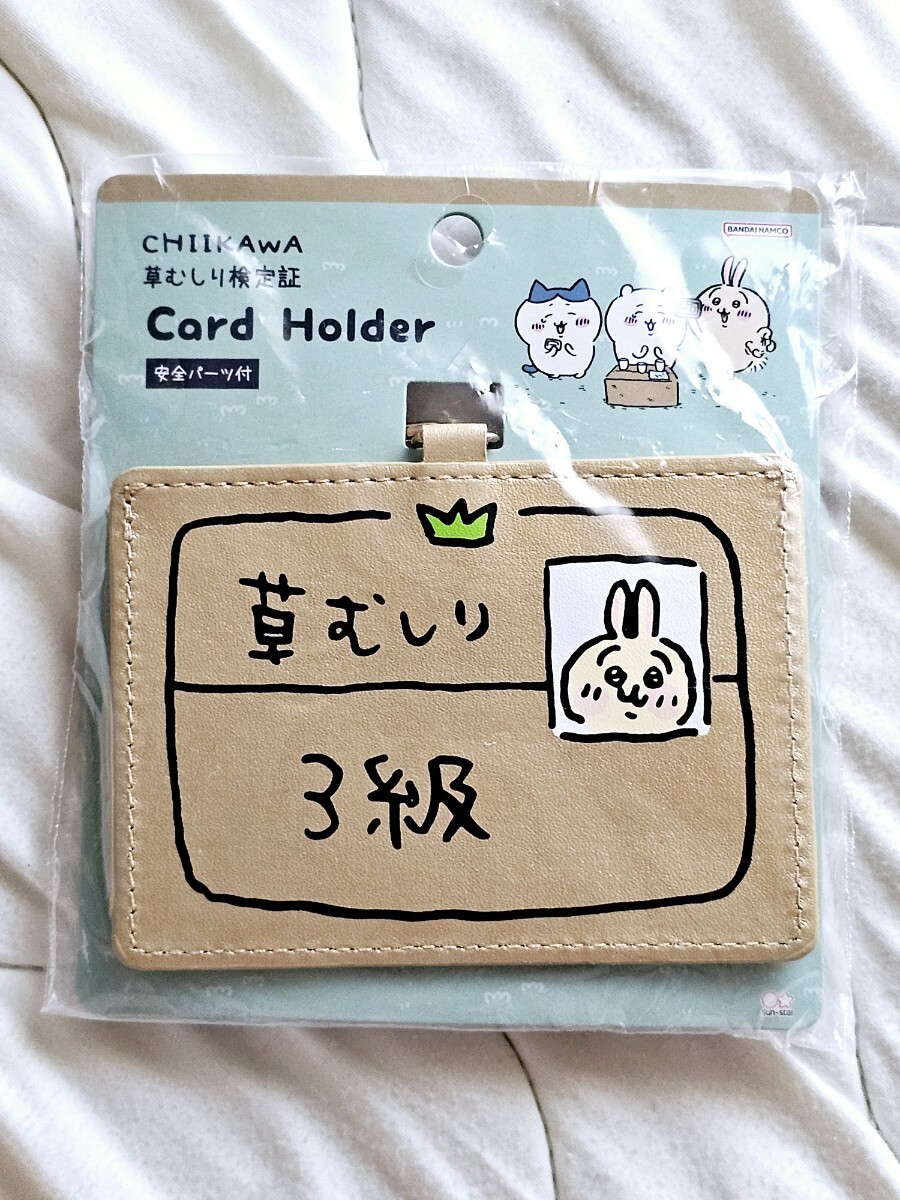 CHIIKAWA
草むしり検定証
Card Holder
安全パーツ付
BANDAI NAMCO
草むしり
3級
sun-star